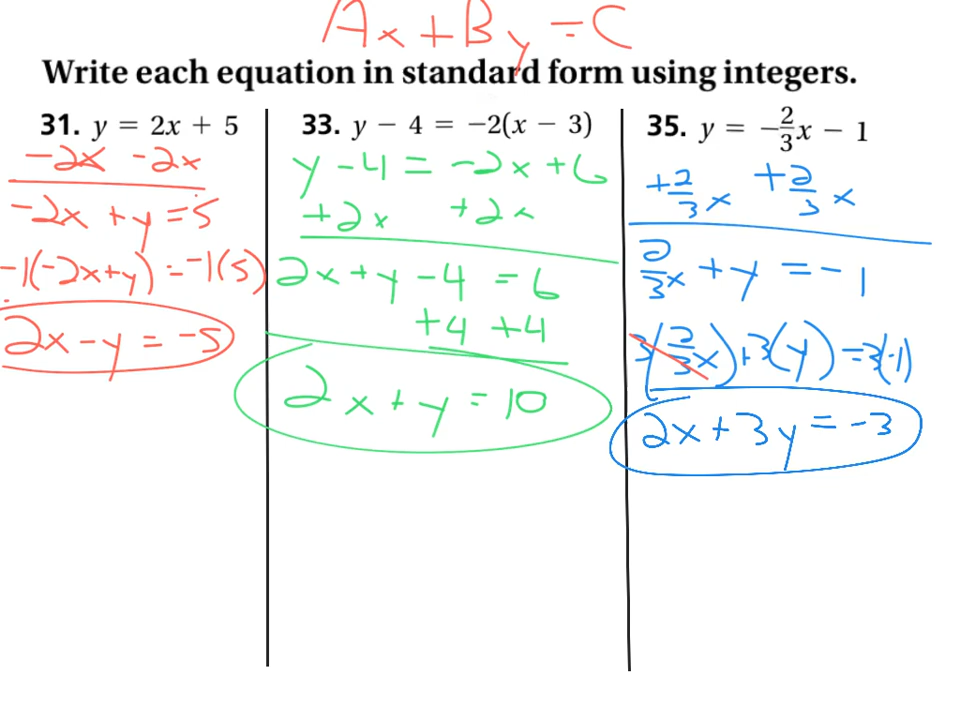 Ax + By = C
Write each equation in standard form using integers.
31. y = 2x + 5
-2x -2x
-2x + y = 5
-1(-2x+y) = -1(5)
2x - y = -5
33. y − 4 = −2(x − 3)
y - 4 = -2x + 6
+2x +2x
2x + y - 4 = 6
+4 +4
2x + y = 10
35. y = −2/3x − 1
+2/3x +2/3x
2/3x + y = -1
3(2/3x) + 3(y) = 3(-1)
2x + 3y = -3